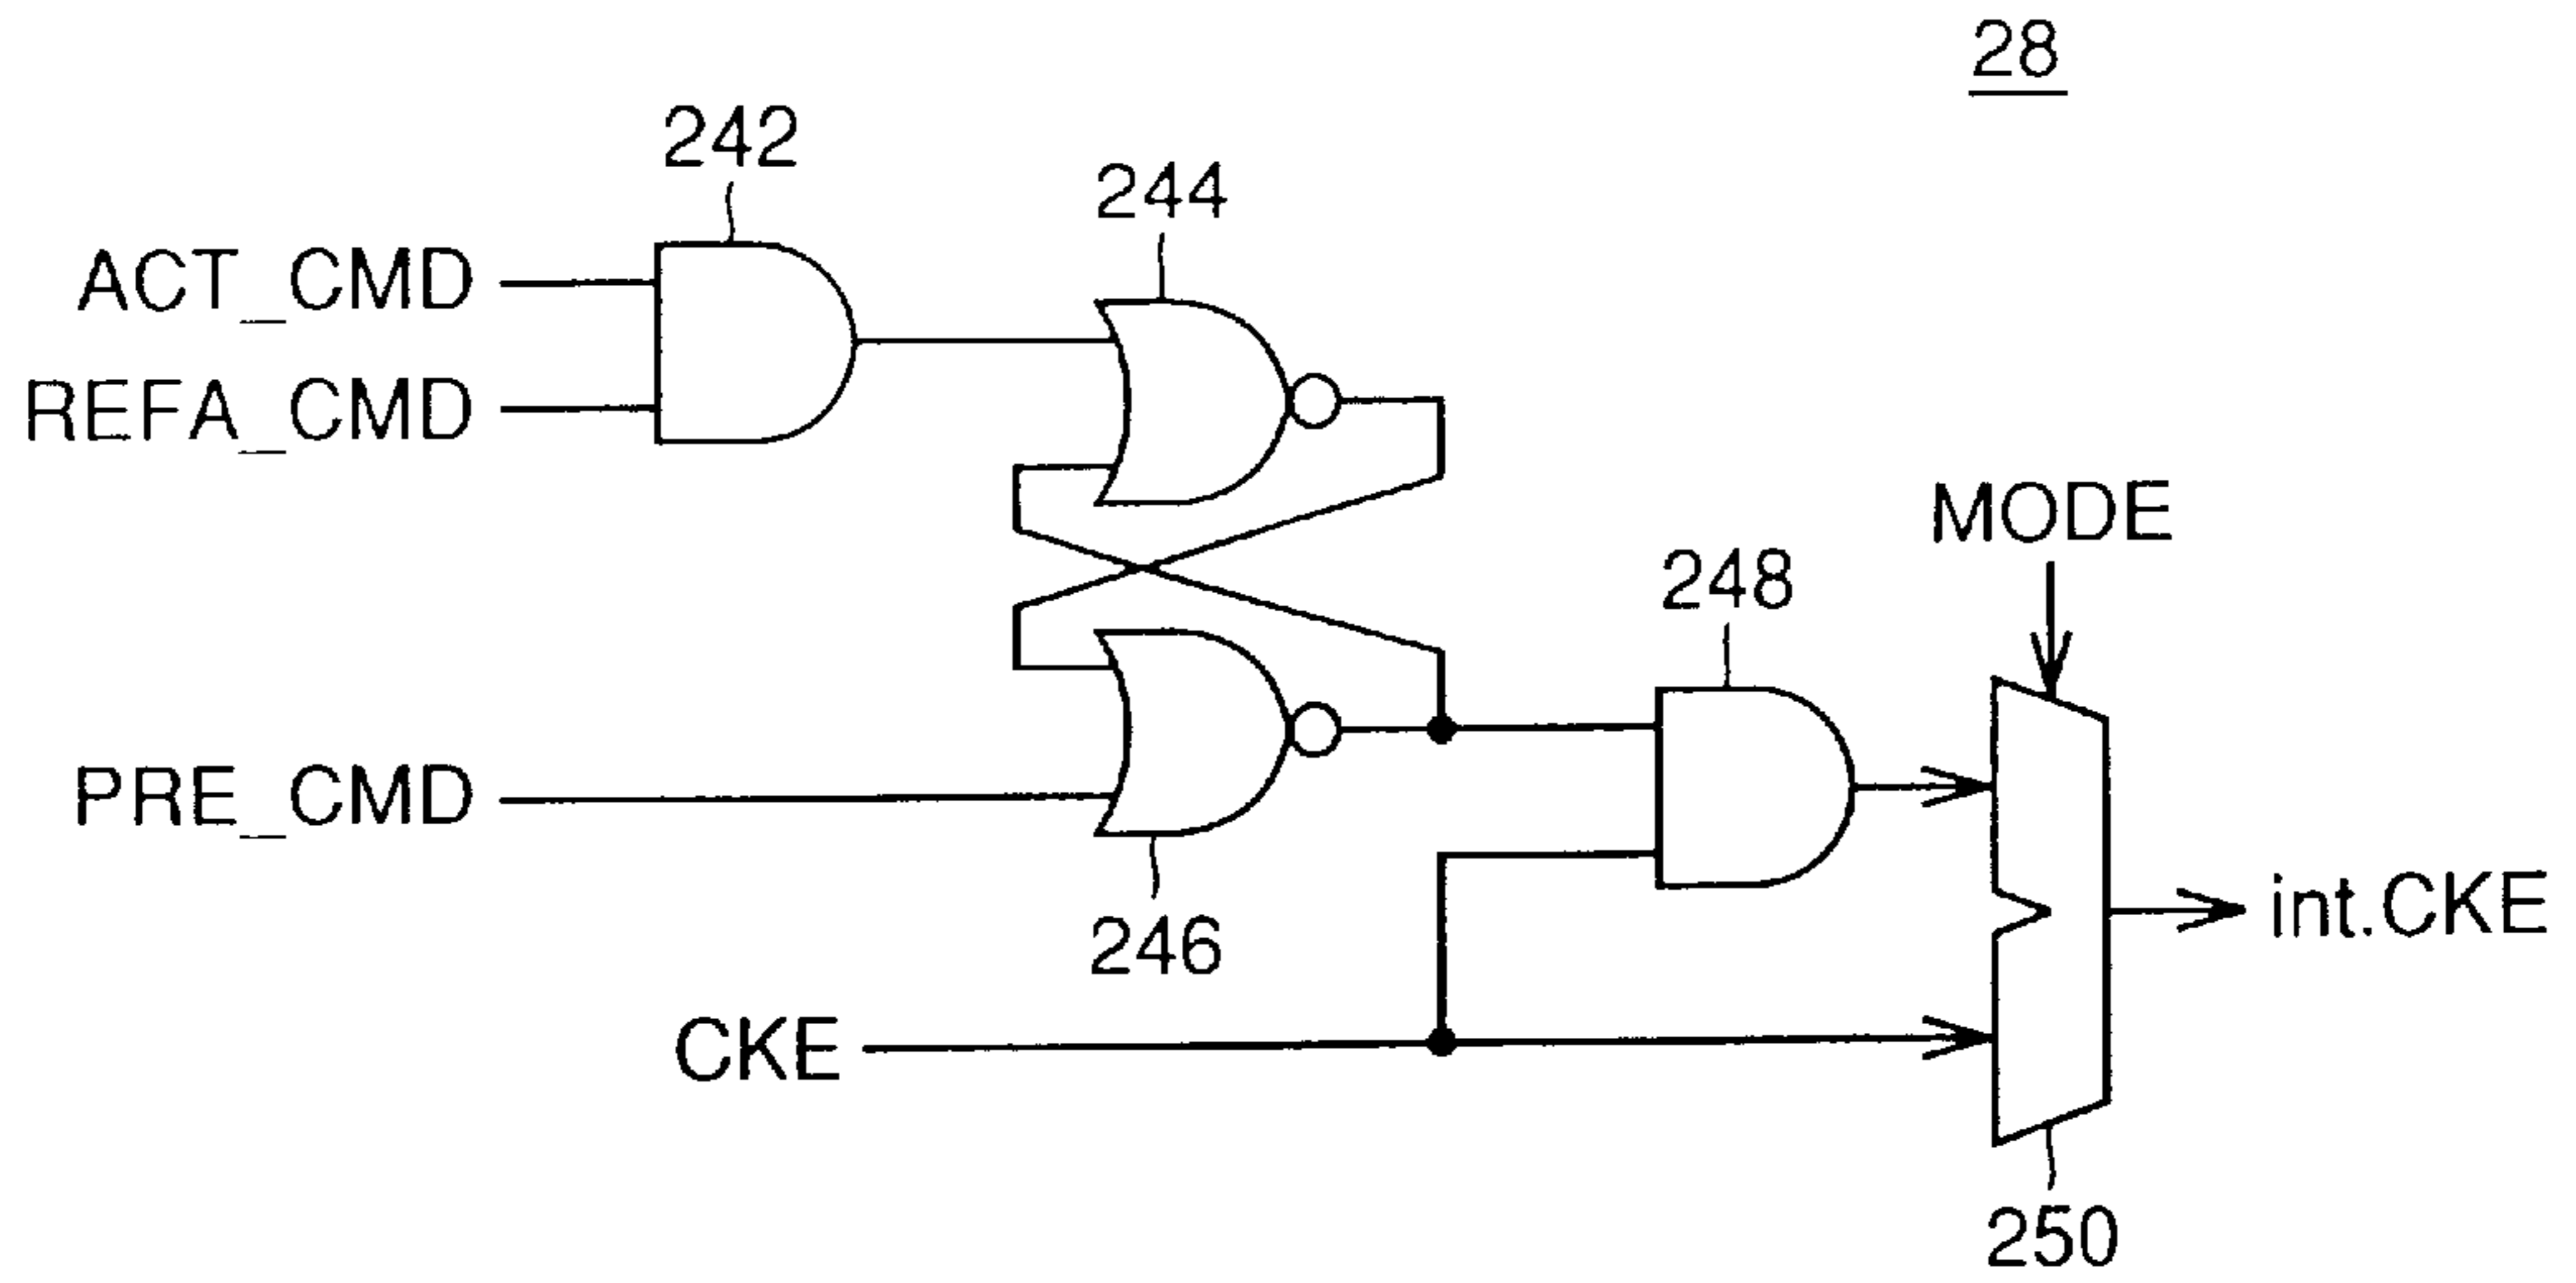 28
242
244
ACT_CMD
REFA_CMD
MODE
248
PRE_CMD
246
int.CKE
CKE
250